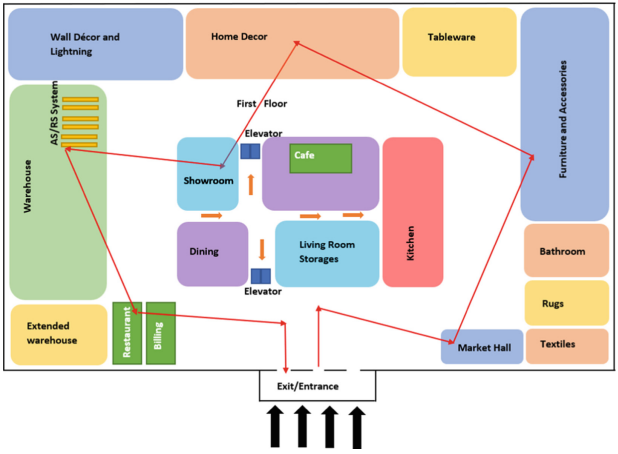 Wall Décor and
Lightning
Home Decor
Tableware
Furniture and Accessories
AS/RS System
Warehouse
First Floor
Elevator
Cafe
Showroom
Kitchen
Dining
Living Room
Storages
Elevator
Bathroom
Rugs
Textiles
Extended
warehouse
Restaurant
Billing
Market Hall
Exit/Entrance